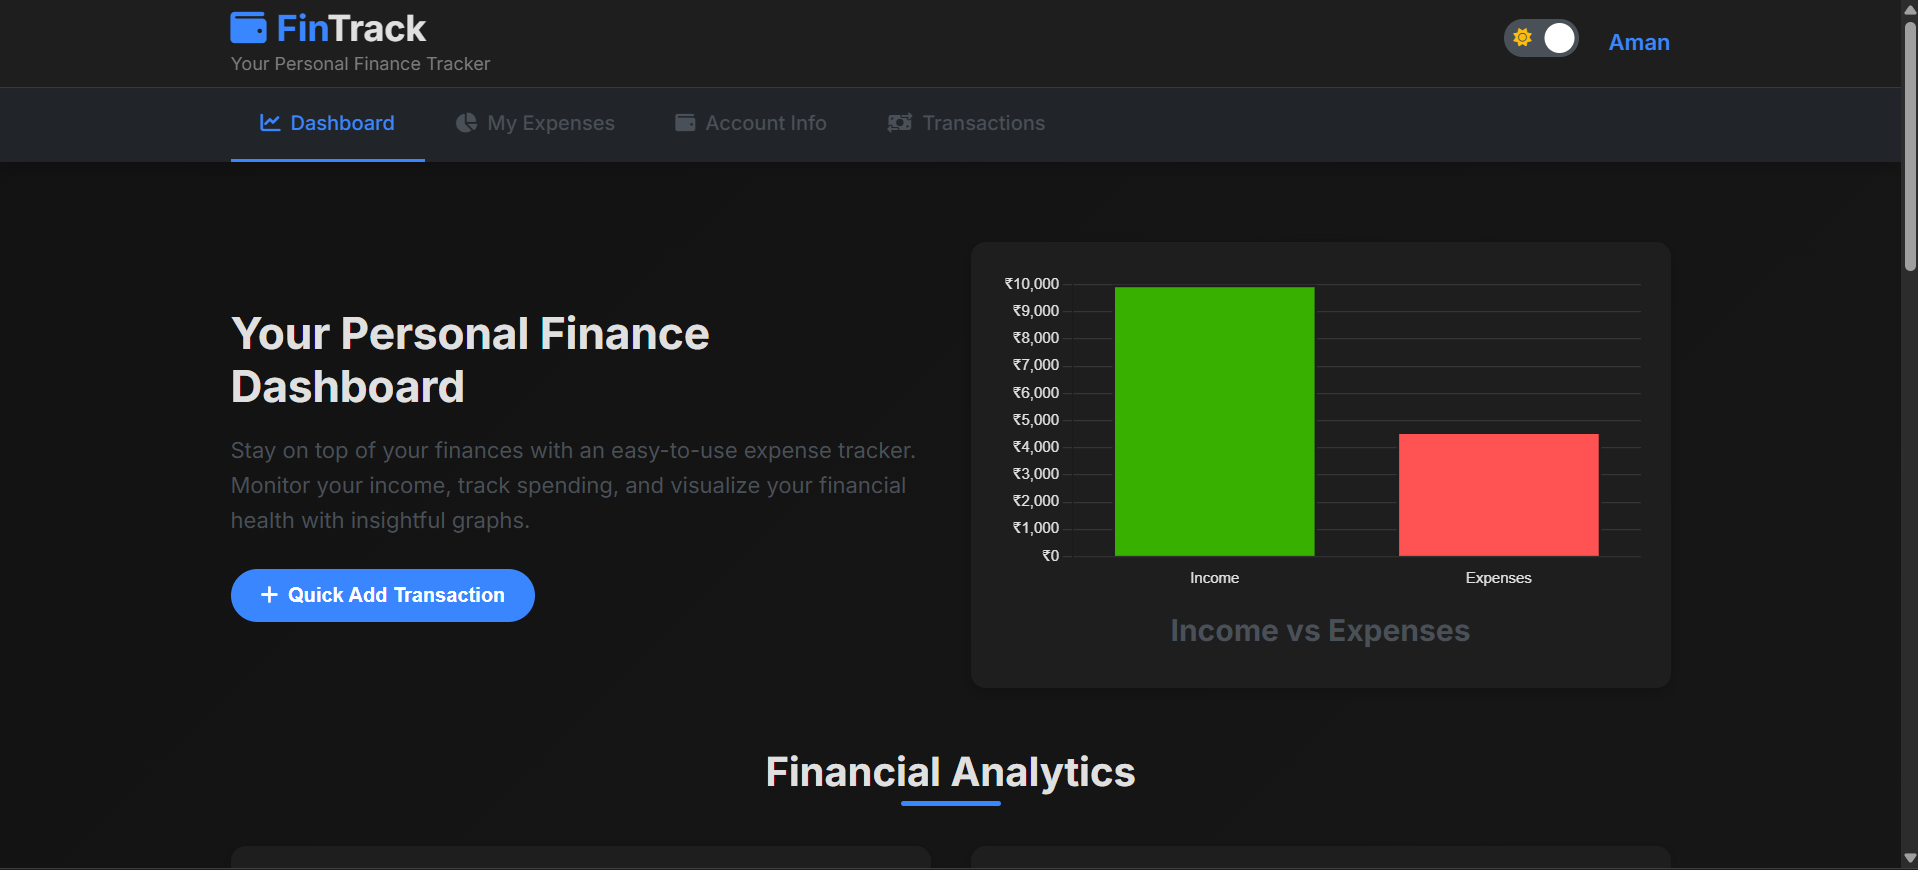 FinTrack
Your Personal Finance Tracker
Aman
Dashboard
My Expenses
Account Info
Transactions
Your Personal Finance
Dashboard
Stay on top of your finances with an easy-to-use expense tracker.
Monitor your income, track spending, and visualize your financial
health with insightful graphs.
Quick Add Transaction
₹10,000
₹9,000
₹8,000
₹7,000
₹6,000
₹5,000
₹4,000
₹3,000
₹2,000
₹1,000
₹0
Income
Expenses
Income vs Expenses
Financial Analytics